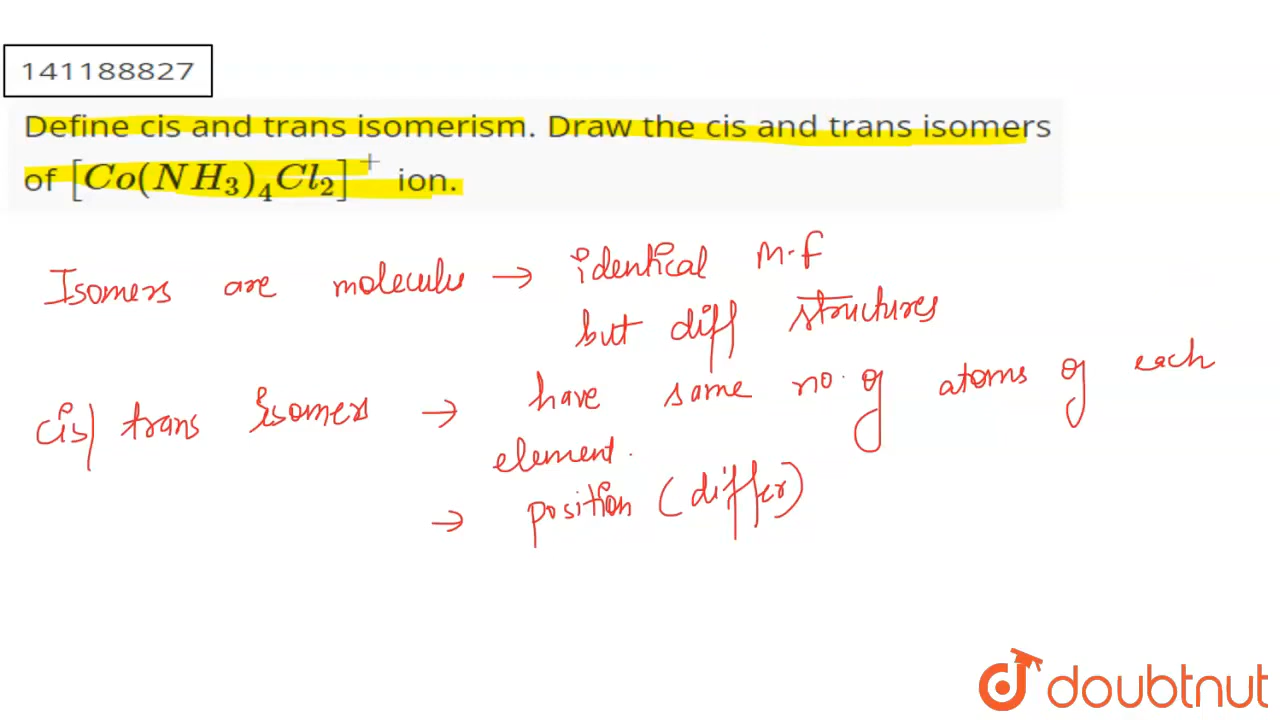 141188827
Define cis and trans isomerism. Draw the cis and trans isomers
of [Co(NH₃)₄Cl₂]⁺ ion.
Isomers are molecules → identical M.f
but diff structures
cis/ trans isomers → have same no. of atoms of each
element.
→ position (differ)
doubtnut